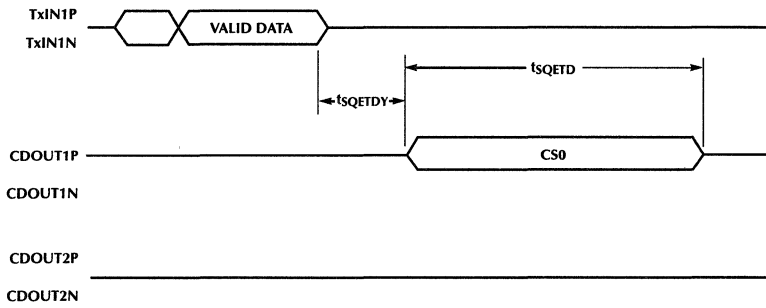 TxIN1P
TxIN1N
VALID DATA
tSQETD
tSQETDY
CDOUT1P
CS0
CDOUT1N
CDOUT2P
CDOUT2N